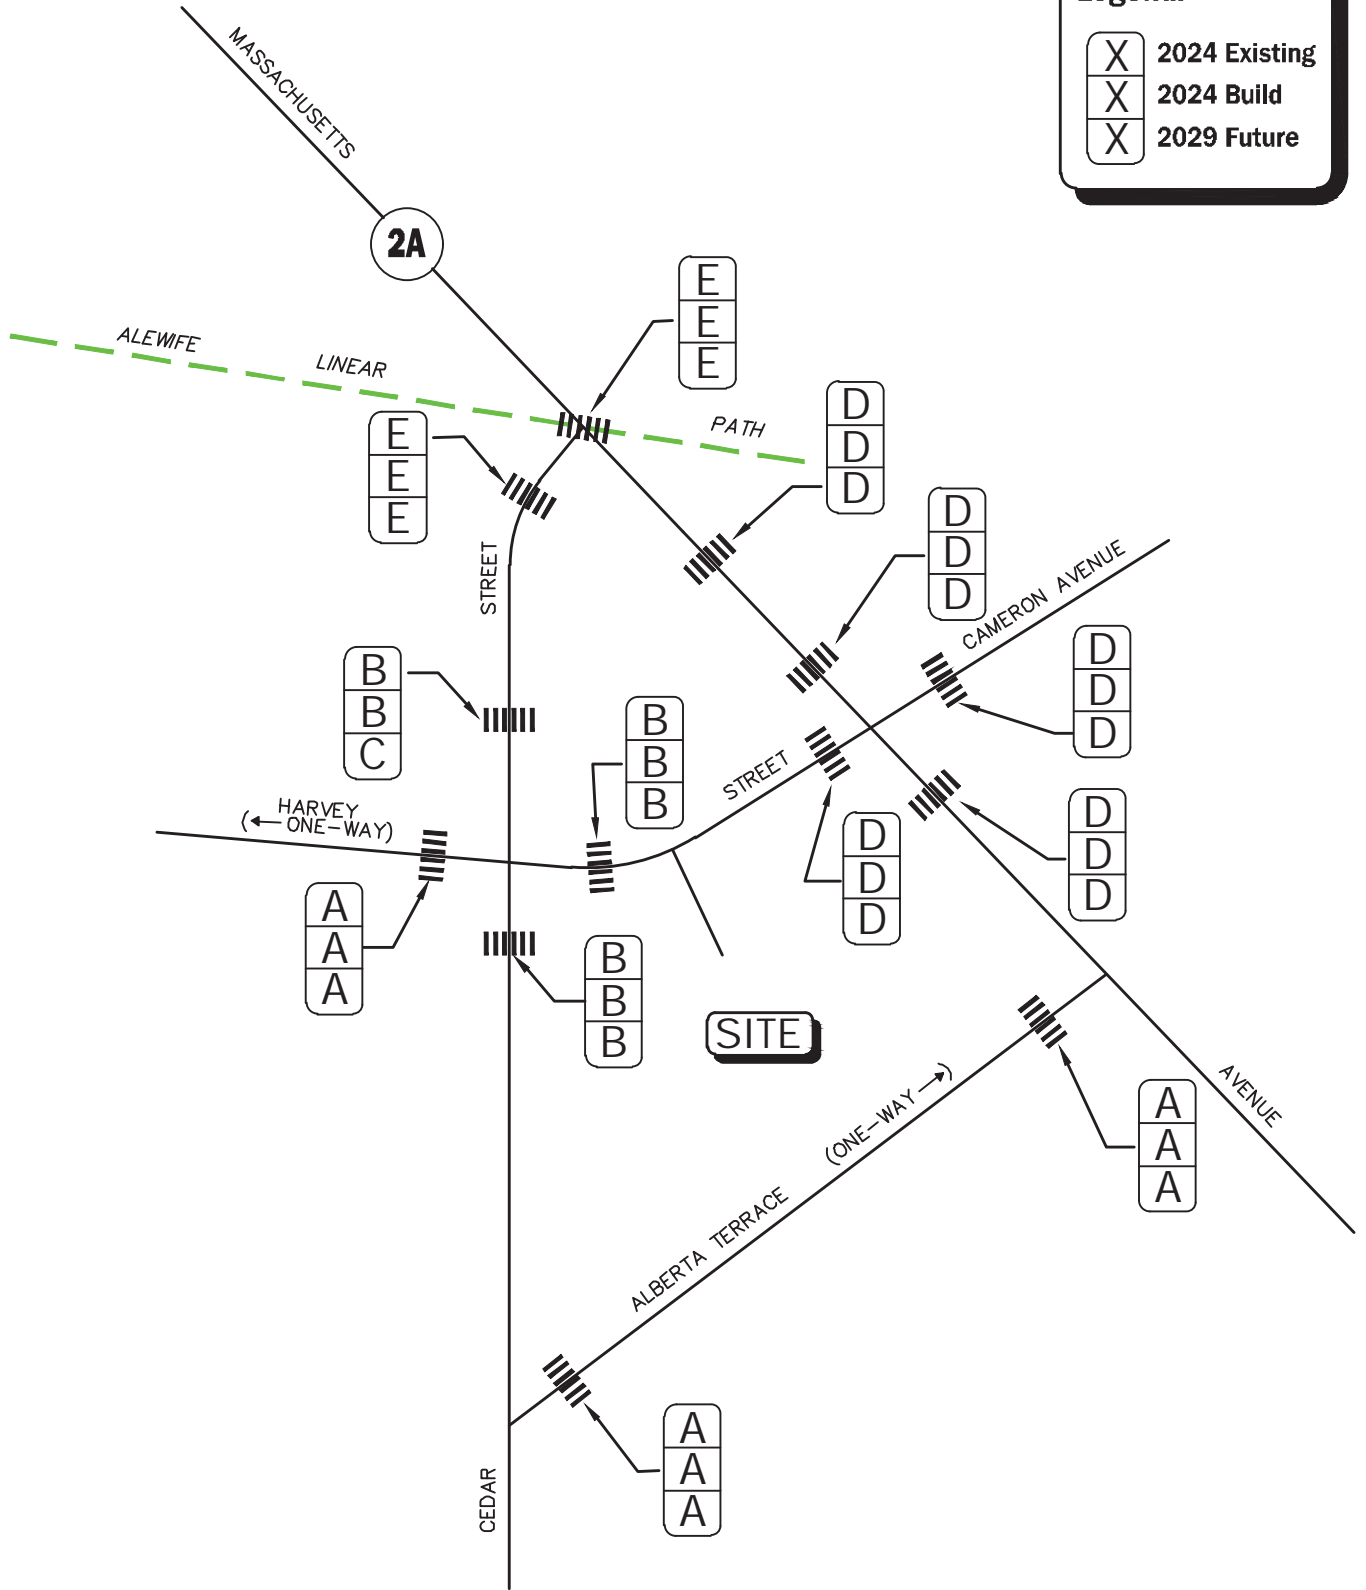 X 2024 Existing
X 2024 Build
X 2029 Future
MASSACHUSETTS
2A
E
E
E
ALEWIFE
LINEAR
PATH
D
D
D
E
E
E
D
D
D
CAMERON AVENUE
STREET
D
D
D
B
B
C
B
B
B
STREET
HARVEY
(← ONE-WAY)
D
D
D
D
D
D
A
A
A
B
B
B
SITE
(ONE-WAY →)
AVENUE
A
A
A
ALBERTA TERRACE
A
A
A
CEDAR